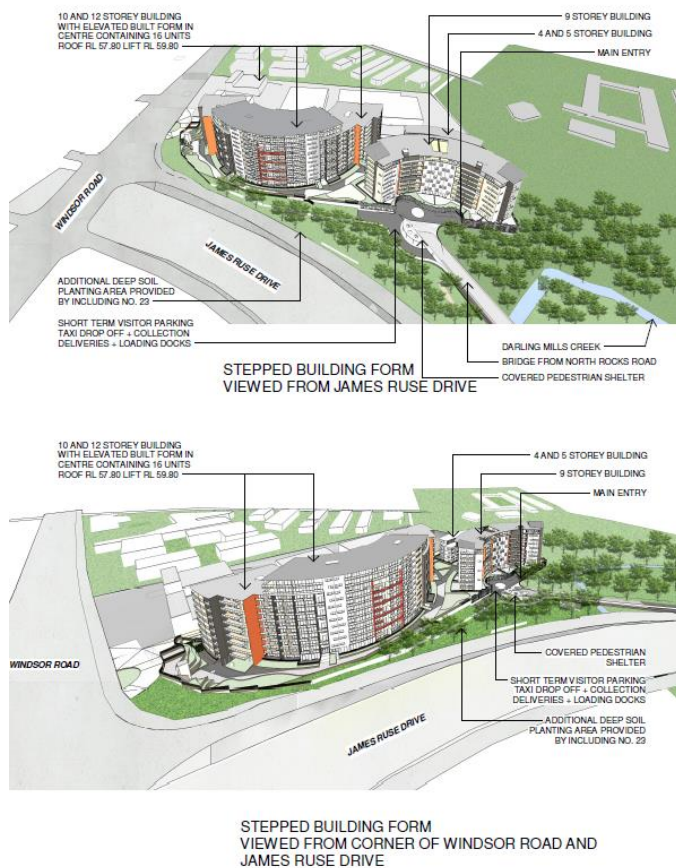 10 AND 12 STOREY BUILDING
WITH ELEVATED BUILT FORM IN
CENTRE CONTAINING 16 UNITS
ROOF RL 57.80 LIFT RL 59.80
9 STOREY BUILDING
4 AND 5 STOREY BUILDING
MAIN ENTRY
WINDSOR ROAD
JAMES RUSE DRIVE
ADDITIONAL DEEP SOIL
PLANTING AREA PROVIDED
BY INCLUDING NO. 23
SHORT TERM VISITOR PARKING
TAXI DROP OFF + COLLECTION
DELIVERIES + LOADING DOCKS
DARLING MILLS CREEK
BRIDGE FROM NORTH ROCKS ROAD
COVERED PEDESTRIAN SHELTER
STEPPED BUILDING FORM
VIEWED FROM JAMES RUSE DRIVE
10 AND 12 STOREY BUILDING
WITH ELEVATED BUILT FORM IN
CENTRE CONTAINING 16 UNITS
ROOF RL 57.80 LIFT RL 59.80
4 AND 5 STOREY BUILDING
9 STOREY BUILDING
MAIN ENTRY
WINDSOR ROAD
JAMES RUSE DRIVE
COVERED PEDESTRIAN
SHELTER
SHORT TERM VISITOR PARKING
TAXI DROP OFF + COLLECTION
DELIVERIES + LOADING DOCKS
ADDITIONAL DEEP SOIL
PLANTING AREA PROVIDED
BY INCLUDING NO. 23
STEPPED BUILDING FORM
VIEWED FROM CORNER OF WINDSOR ROAD AND
JAMES RUSE DRIVE